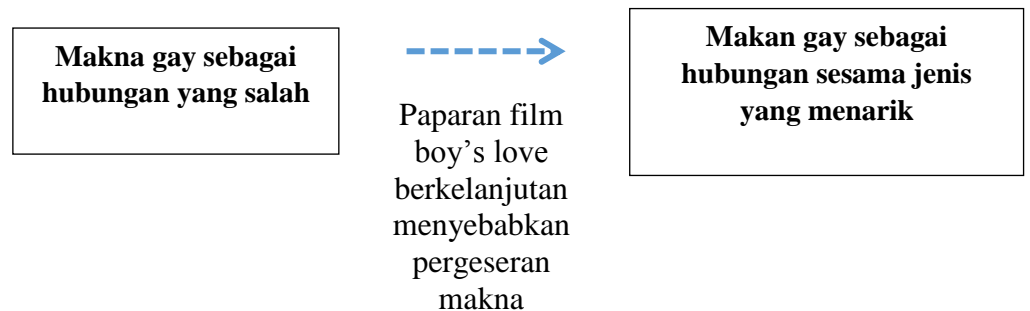 Makna gay sebagai
hubungan yang salah
Paparan film
boy's love
berkelanjutan
menyebabkan
pergeseran
makna
Makan gay sebagai
hubungan sesama jenis
yang menarik